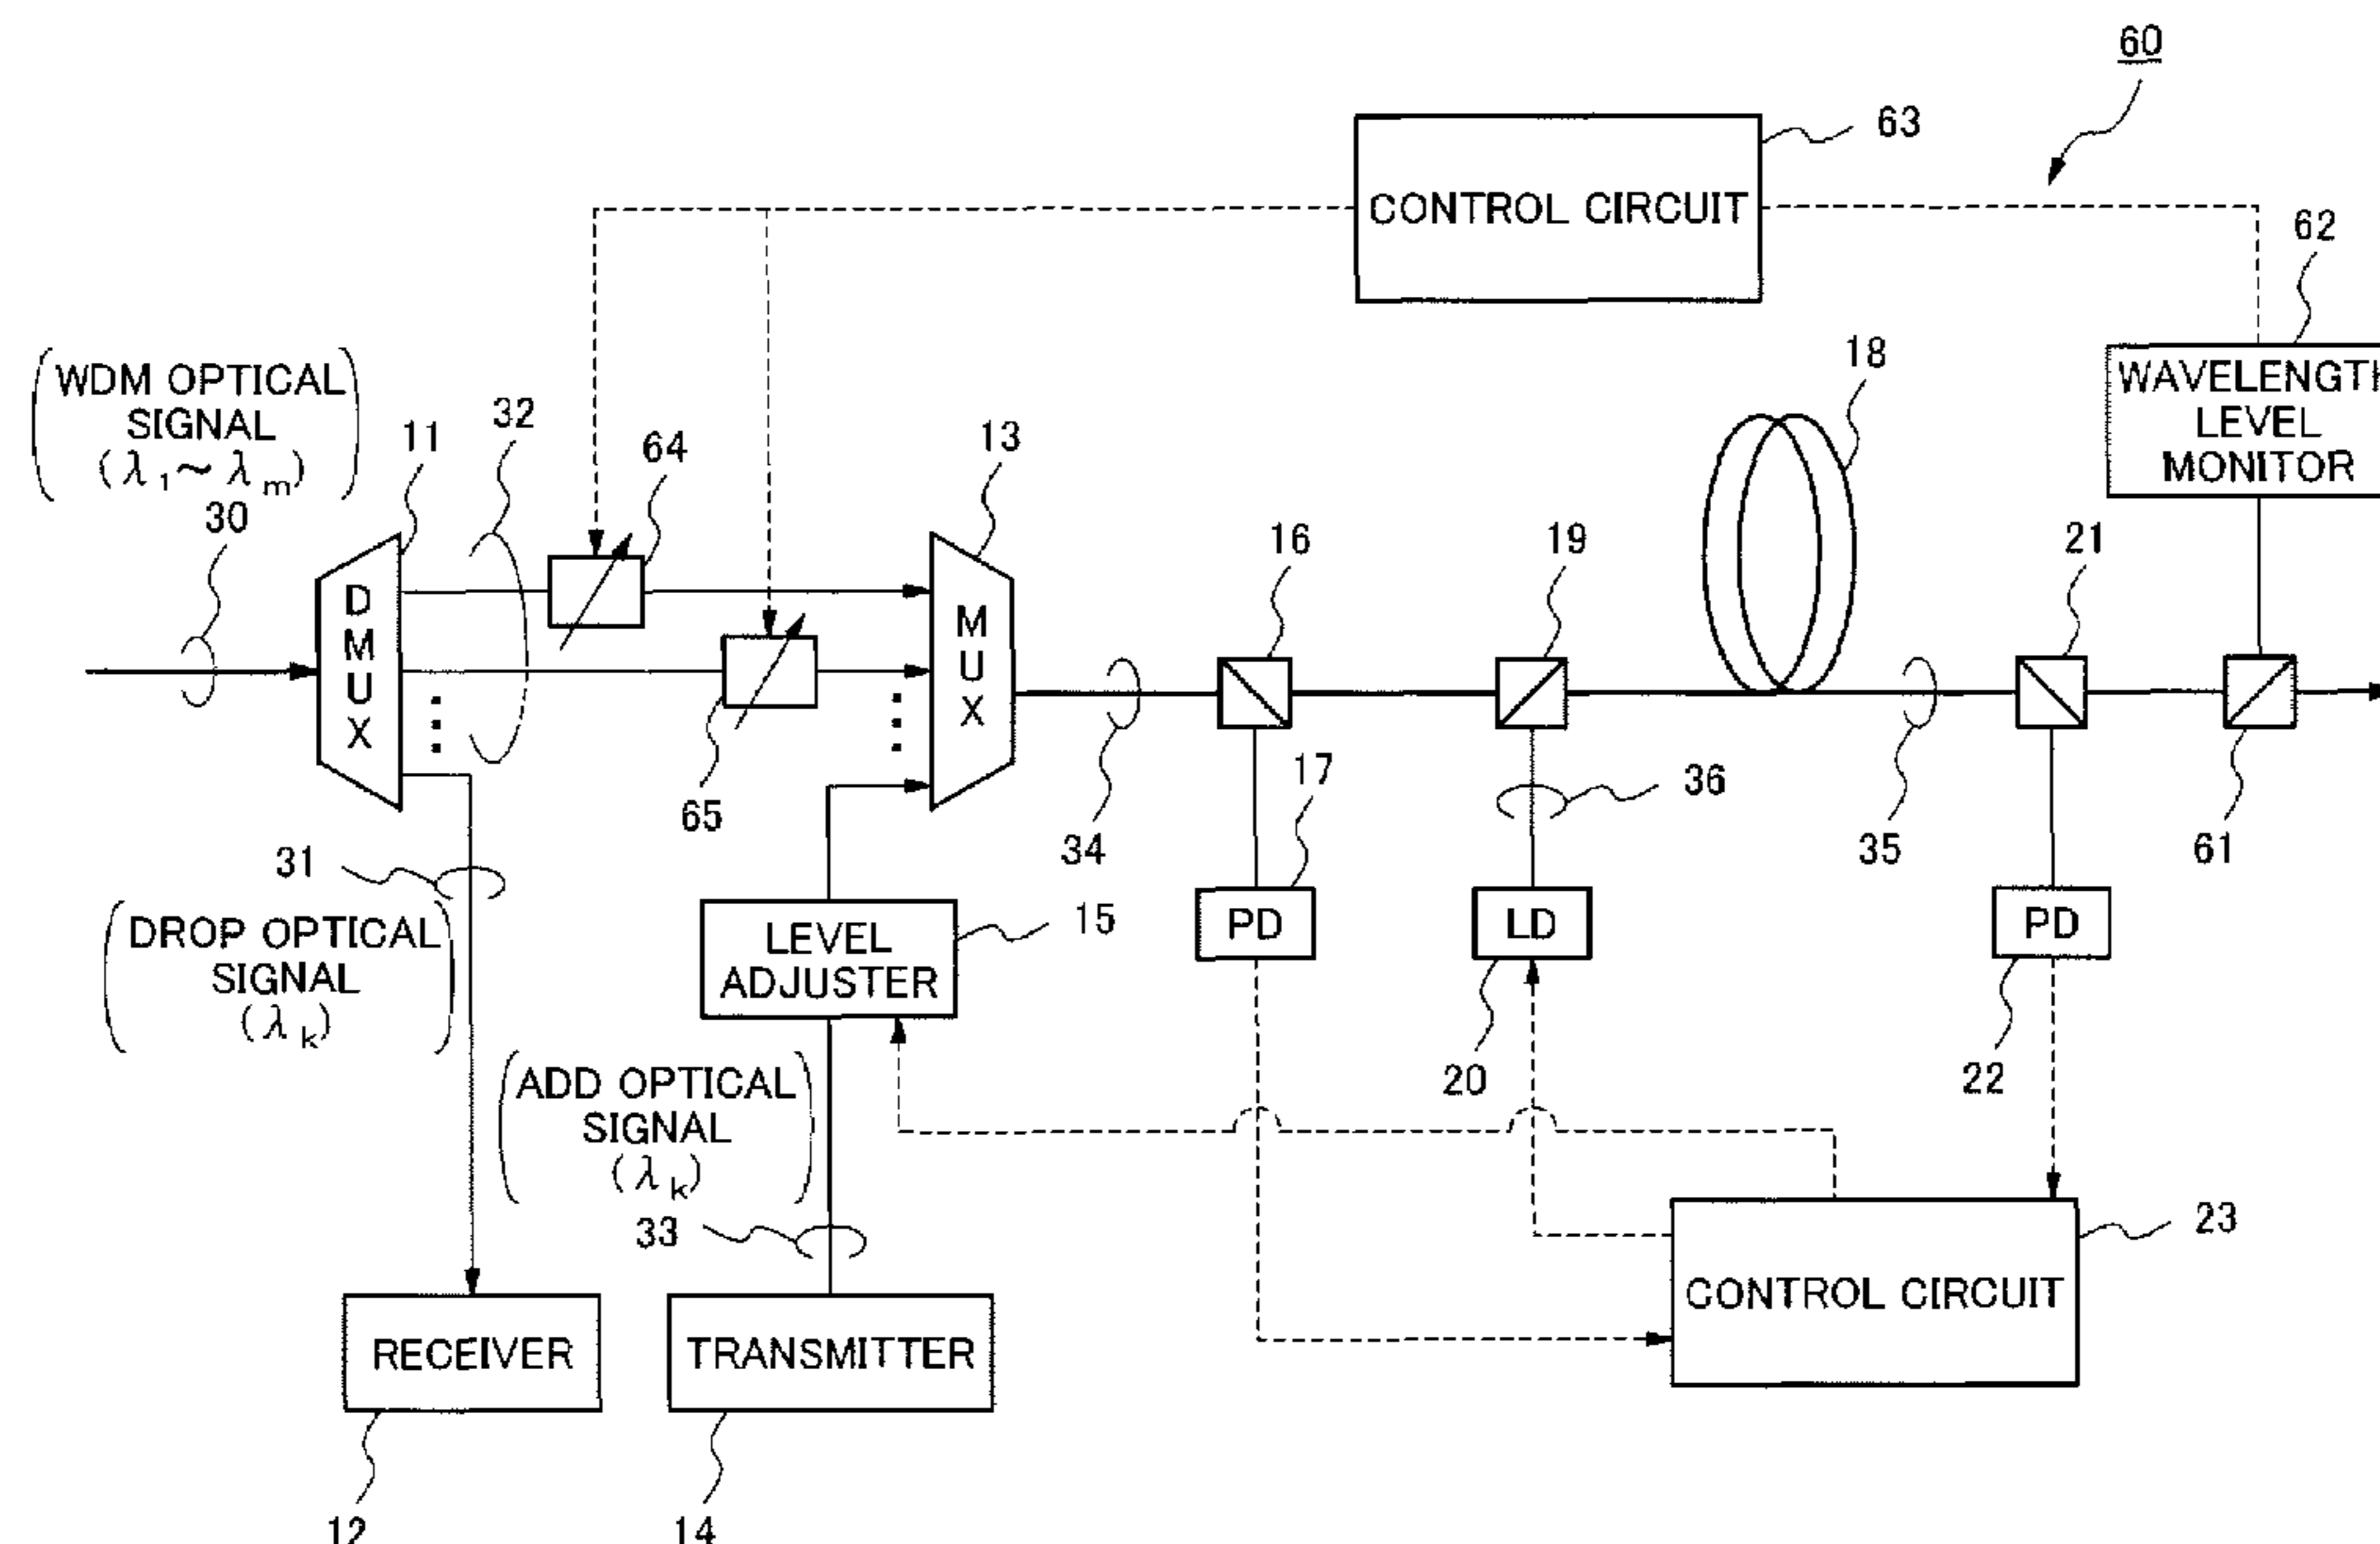 60
63
CONTROL CIRCUIT
62
WAVELENGTH
LEVEL
MONITOR
18
WDM OPTICAL
SIGNAL
(λ1~λm)
30
11
32
64
13
16
19
21
DMUX
MUX
65
34
17
36
35
61
31
DROP OPTICAL
SIGNAL
(λk)
LEVEL
ADJUSTER
15
PD
LD
PD
20
22
ADD OPTICAL
SIGNAL
(λk)
33
23
CONTROL CIRCUIT
RECEIVER
TRANSMITTER
12
14